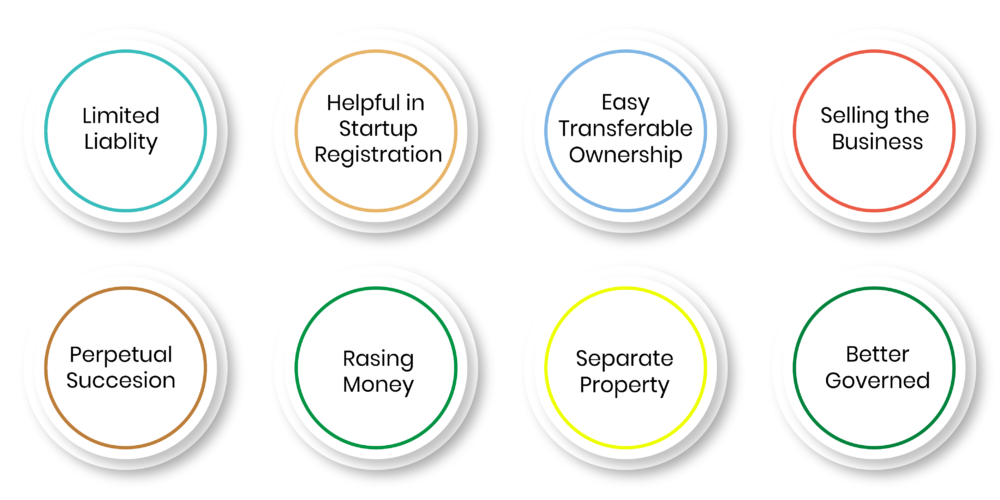 Limited
Liablity
Helpful in
Startup
Registration
Easy
Transferable
Ownership
Selling the
Business
Perpetual
Succesion
Rasing
Money
Separate
Property
Better
Governed